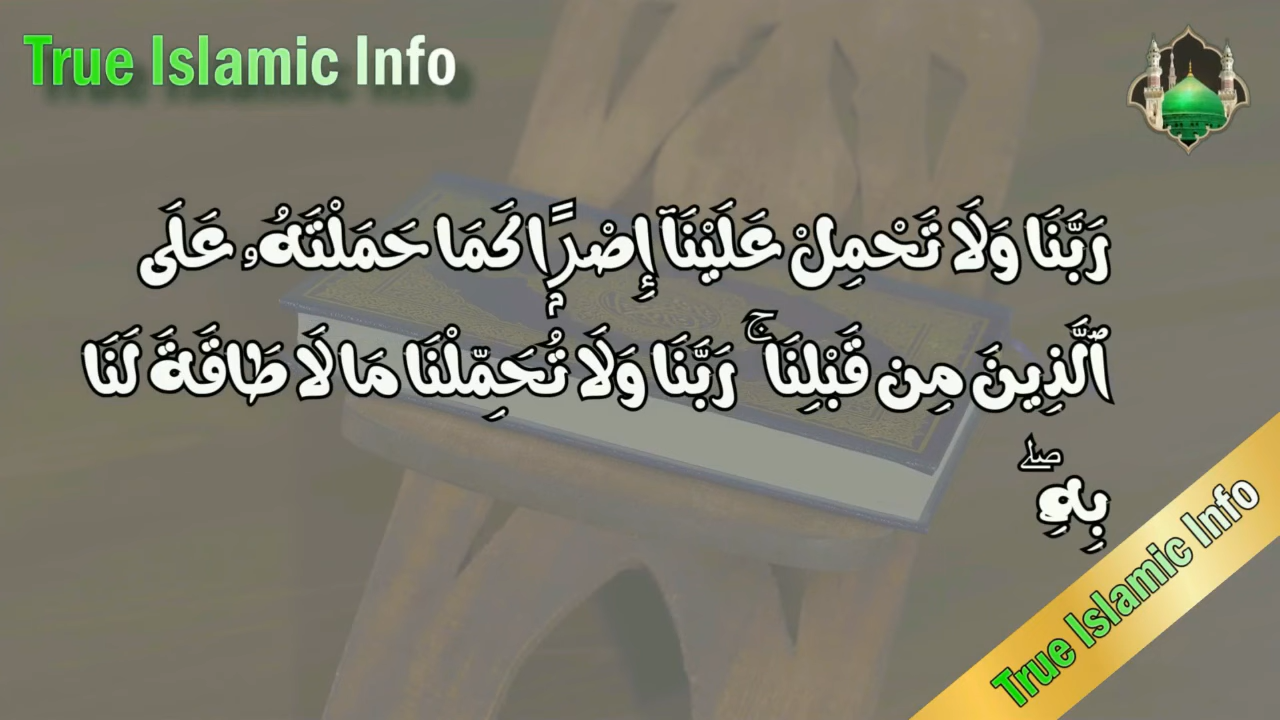 True Islamic Info
رَبَّنَا وَلَا تَحْمِلْ عَلَيْنَآ إِصْرًۭا كَمَا حَمَلْتَهُۥ عَلَى
ٱلَّذِينَ مِن قَبْلِنَا ۚ رَبَّنَا وَلَا تُحَمِّلْنَا مَا لَا طَاقَةَ لَنَا
بِهِۦ ۖ
True Islamic Info